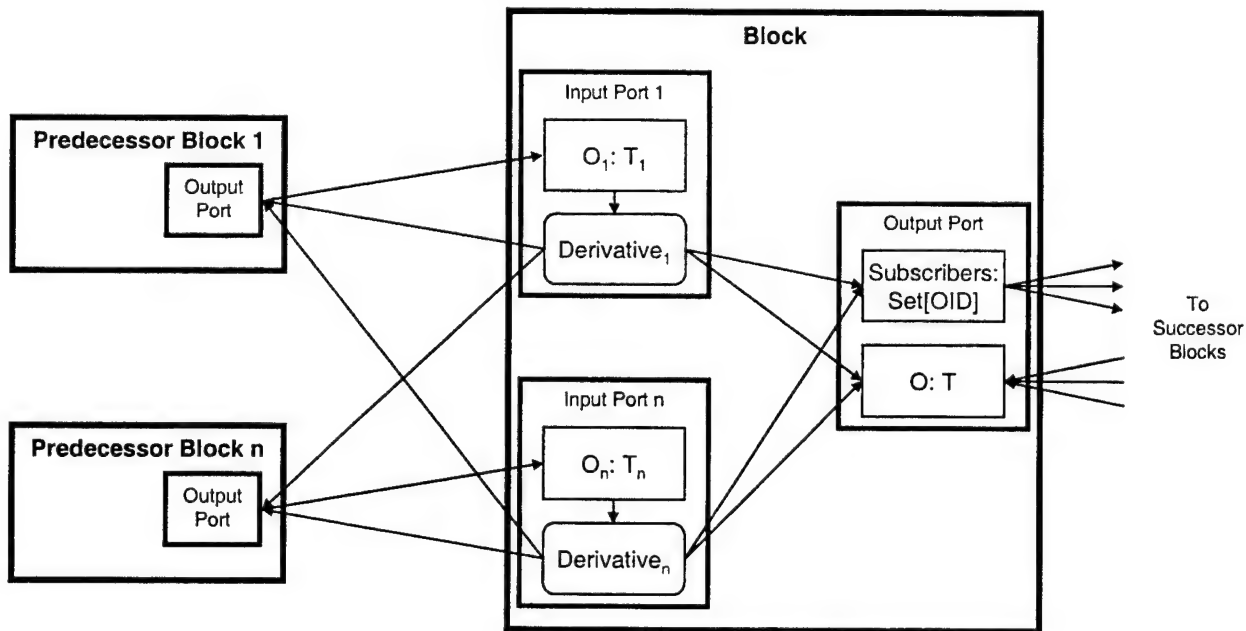 Block
Input Port 1
O₁: T₁
Derivative₁
Predecessor Block 1
Output
Port
Output Port
Subscribers:
Set[OID]
O: T
To
Successor
Blocks
Input Port n
Oₙ: Tₙ
Derivativeₙ
Predecessor Block n
Output
Port